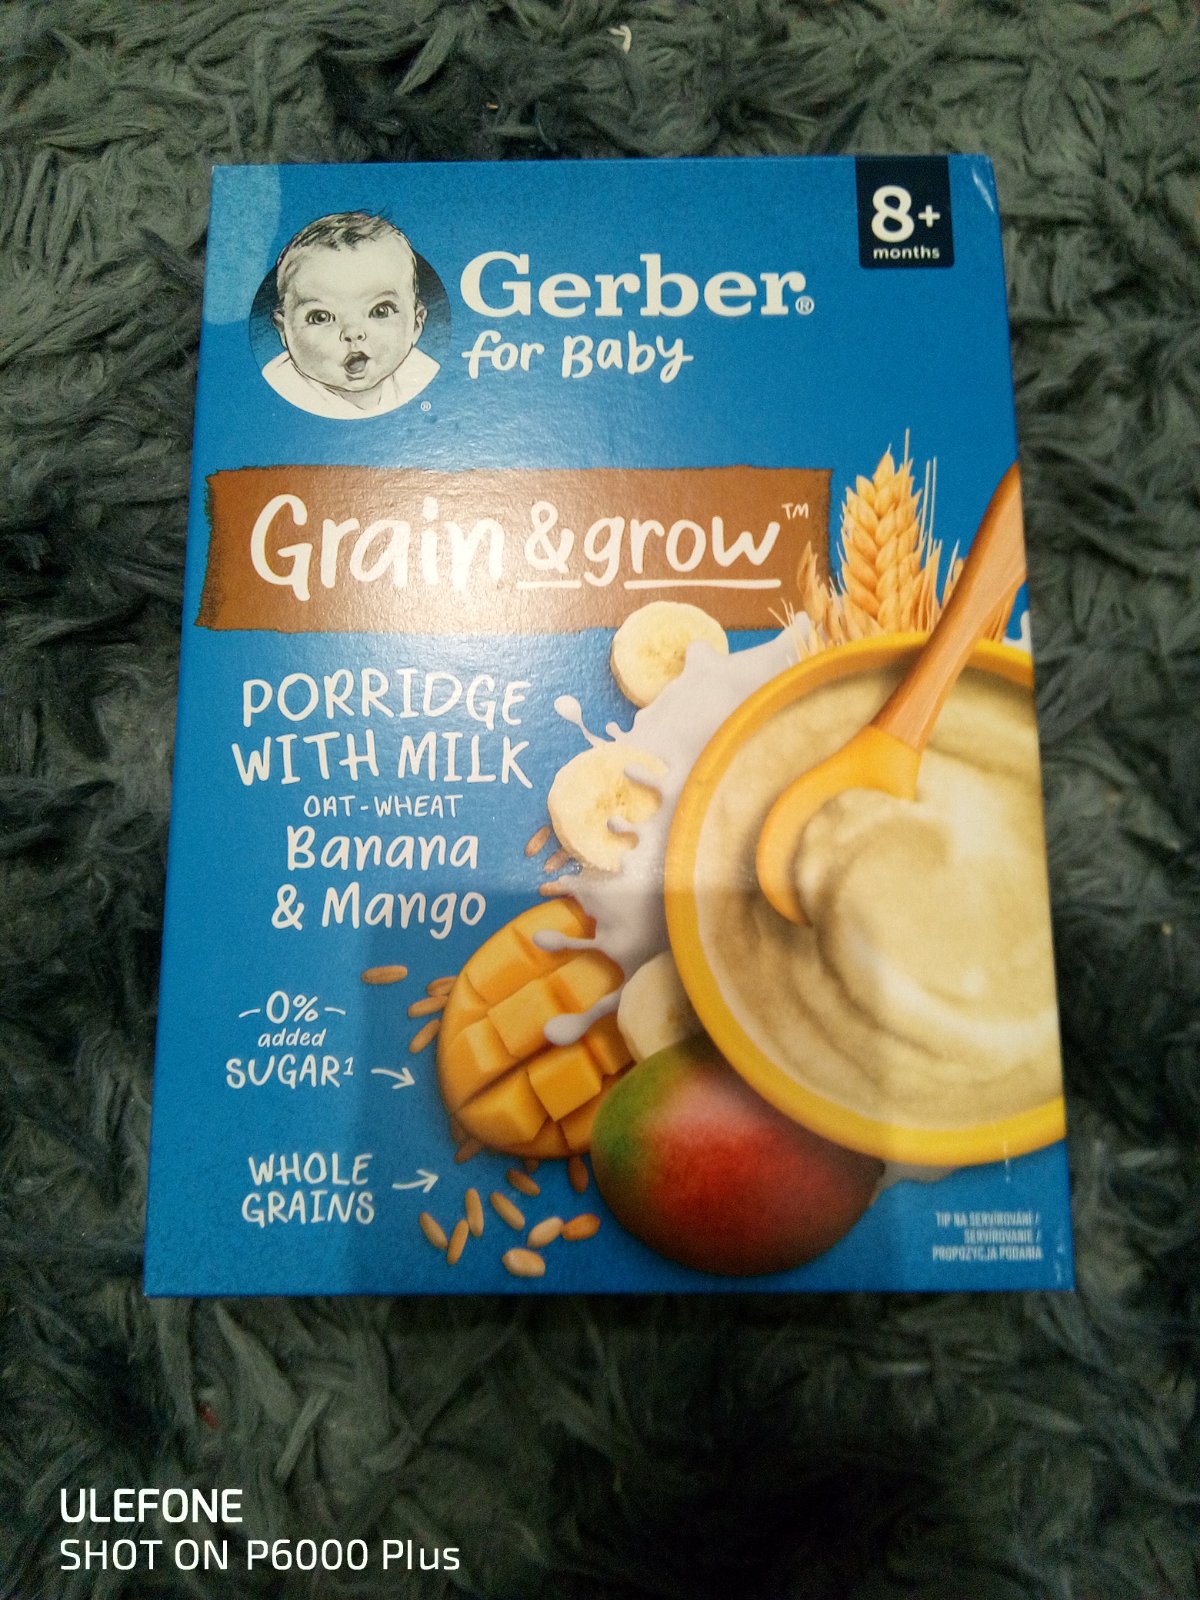 8+
months
Gerber®
for Baby
®
Grain & grow™
PORRIDGE
WITH MILK
OAT-WHEAT
Banana
& Mango
-0%-
added
SUGAR¹
WHOLE
GRAINS
TIP NA SERVÍROVÁNÍ /
SERVÍROVANIE /
PROPOZYCJA PODANIA
ULEFONE
SHOT ON P6000 Plus